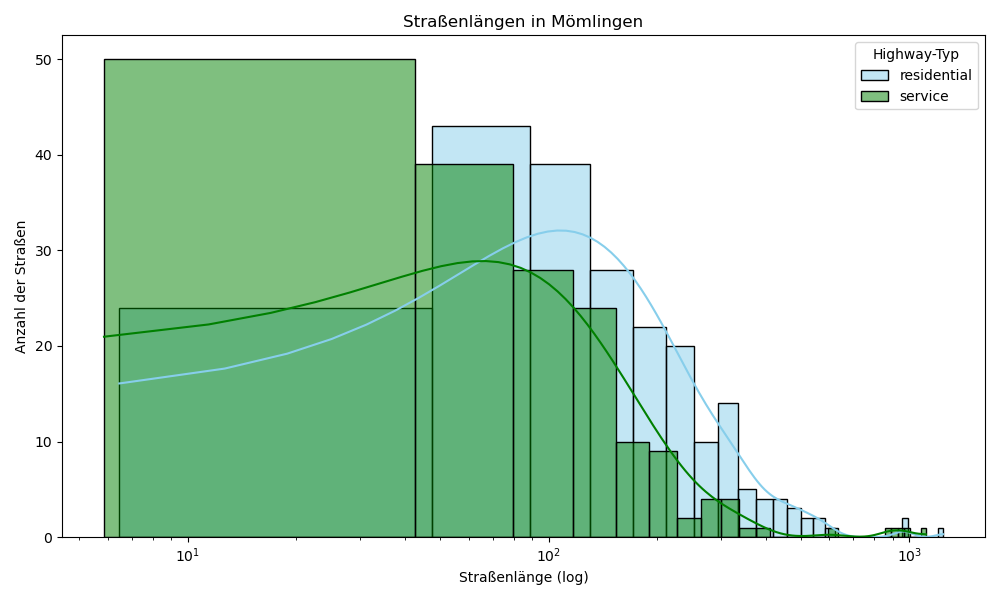 Straßenlängen in Mömlingen
Highway-Typ
residential
service
Anzahl der Straßen
50
40
30
20
10
0
10¹
10²
10³
Straßenlänge (log)